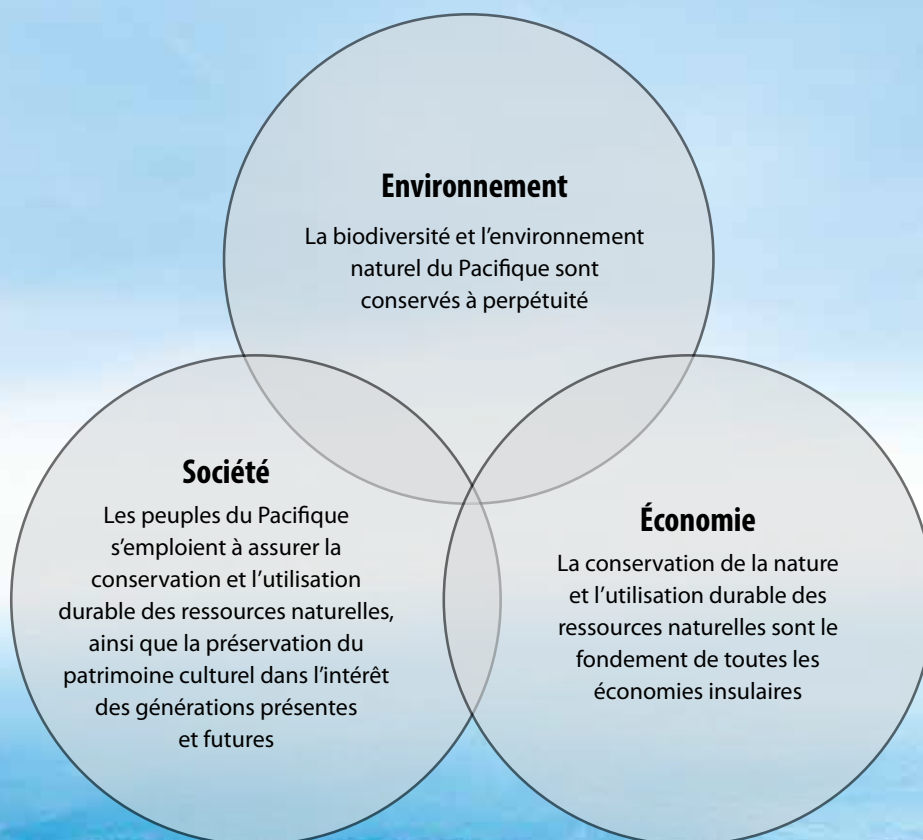 Environnement
La biodiversité et l’environnement
naturel du Pacifique sont
conservés à perpétuité
Société
Les peuples du Pacifique
s’emploient à assurer la
conservation et l’utilisation
durable des ressources naturelles,
ainsi que la préservation du
patrimoine culturel dans l’intérêt
des générations présentes
et futures
Économie
La conservation de la nature
et l’utilisation durable des
ressources naturelles sont le
fondement de toutes les
économies insulaires